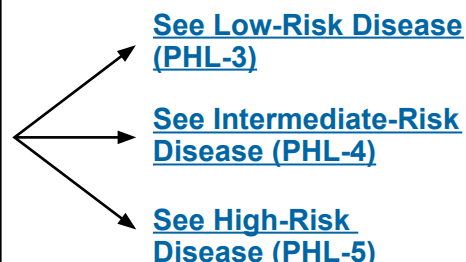 See Low-Risk Disease
(PHL-3)
See Intermediate-Risk
Disease (PHL-4)
See High-Risk
Disease (PHL-5)